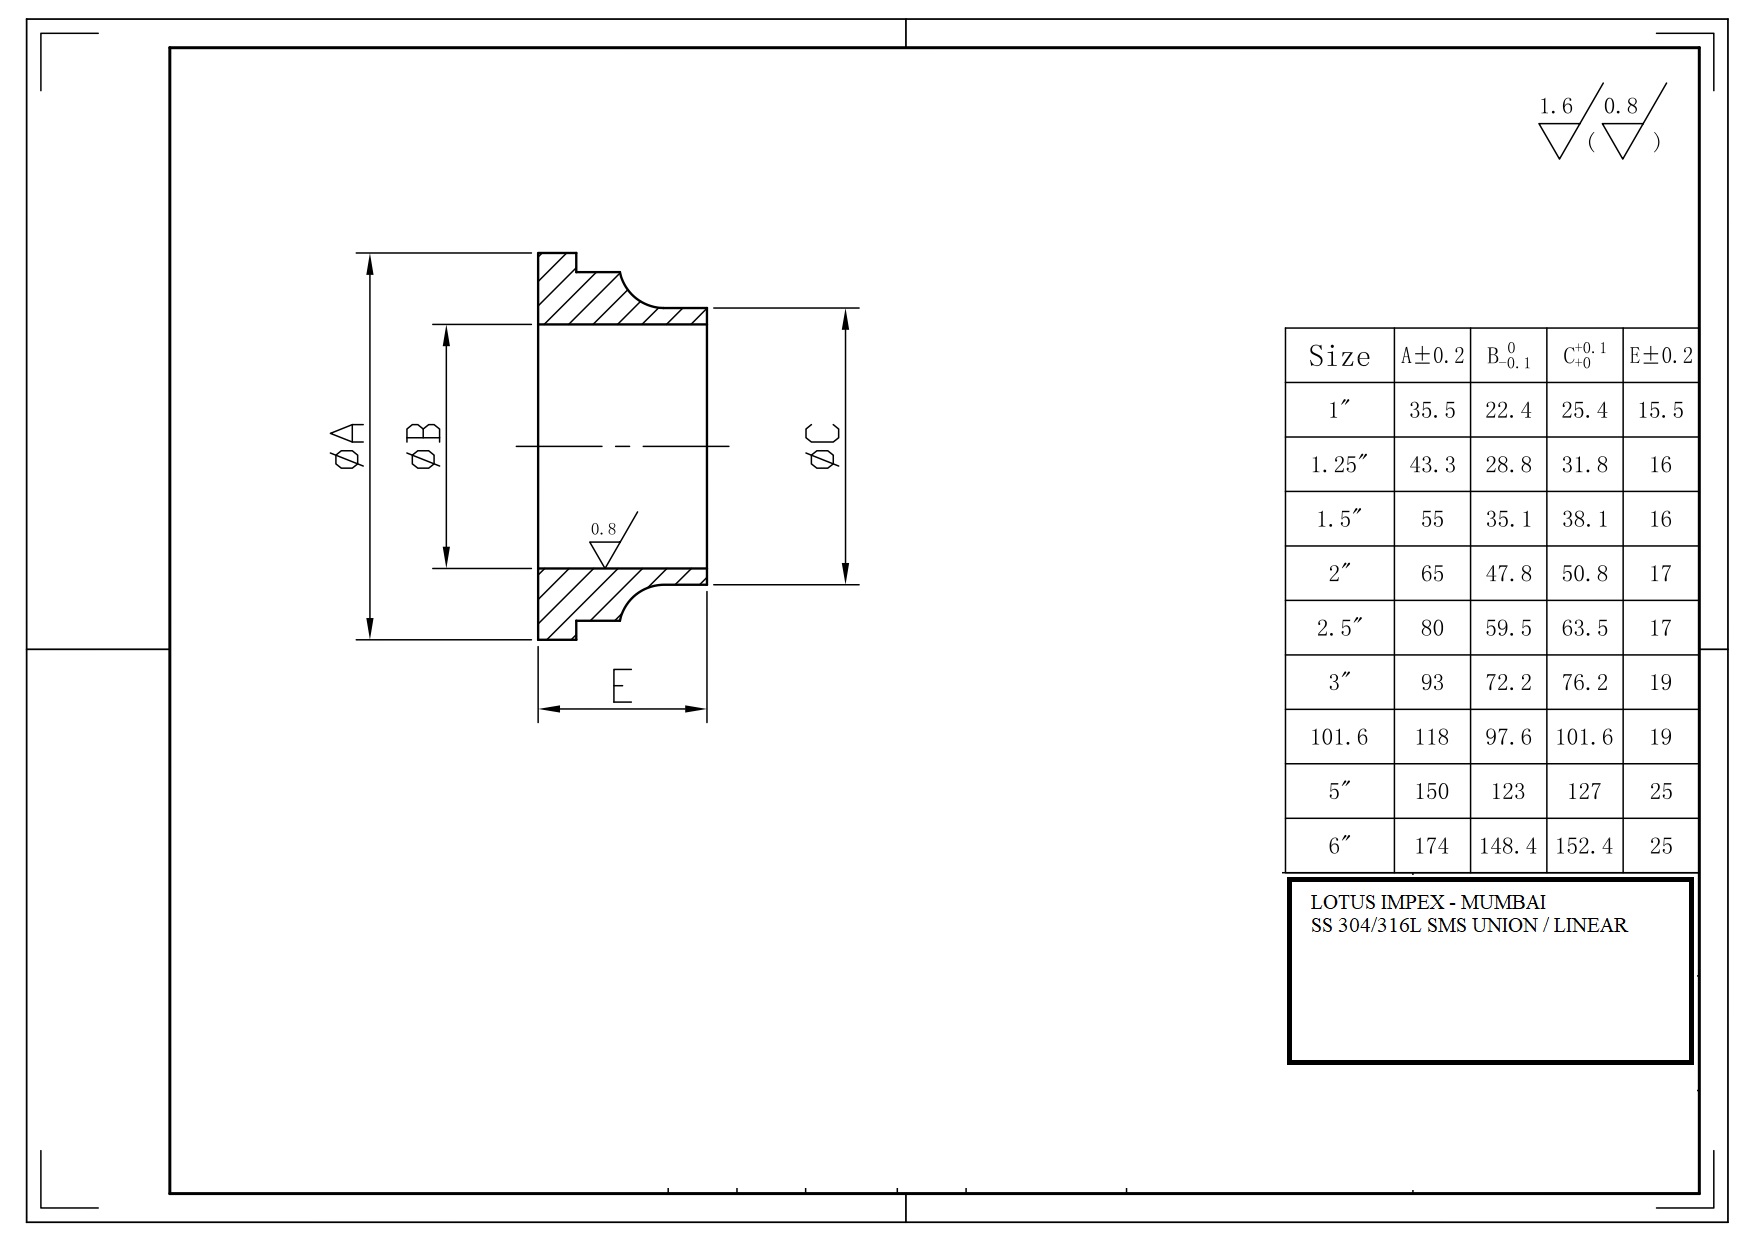 1.6 ( 0.8 )
øA
øB
øC
0.8
E
Size A±0.2 B 0 -0.1 C +0.1 +0 E±0.2
1″ 35.5 22.4 25.4 15.5
1.25″ 43.3 28.8 31.8 16
1.5″ 55 35.1 38.1 16
2″ 65 47.8 50.8 17
2.5″ 80 59.5 63.5 17
3″ 93 72.2 76.2 19
101.6 118 97.6 101.6 19
5″ 150 123 127 25
6″ 174 148.4 152.4 25
LOTUS IMPEX - MUMBAI
SS 304/316L SMS UNION / LINEAR